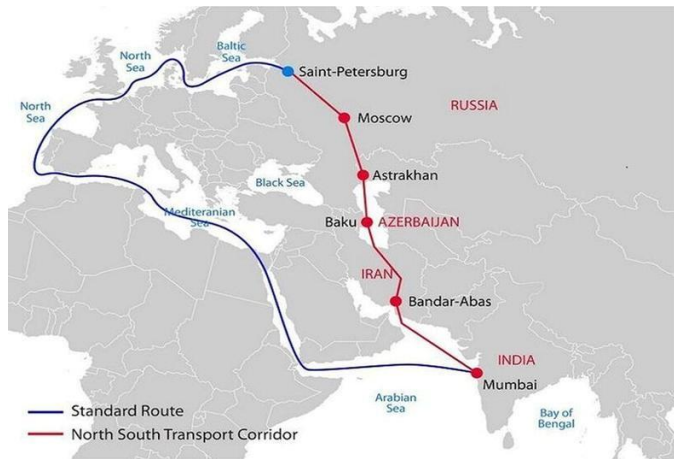 Baltic
Sea
North
Sea
Saint-Petersburg
North
Sea
RUSSIA
Moscow
Astrakhan
Black Sea
Mediteranian
Sea
Baku
AZERBAIJAN
IRAN
Bandar-Abas
INDIA
Mumbai
Arabian
Sea
Bay of
Bengal
Standard Route
North South Transport Corridor